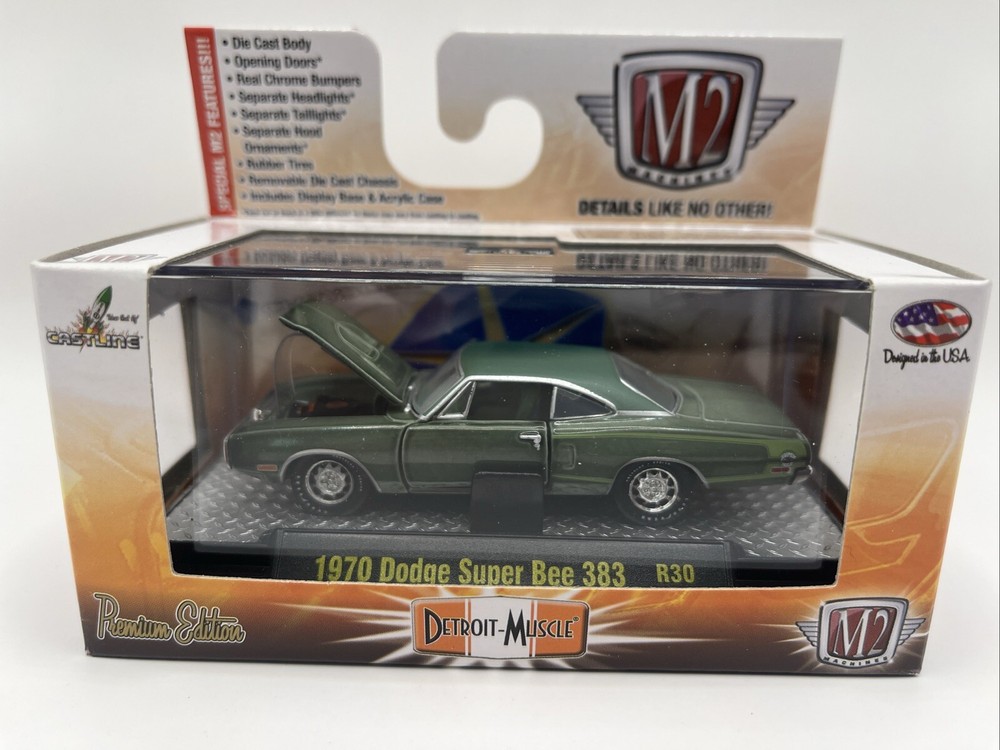 SPECIAL M2 FEATURES!!!
• Die Cast Body
• Opening Doors*
• Real Chrome Bumpers
• Separate Headlights*
• Separate Taillights*
• Separate Hood
Ornaments*
• Rubber Tires
• Removable Die Cast Chassis
• Includes Display Base & Acrylic Case
M2
MACHINES
DETAILS LIKE NO OTHER!
CASTLINE
Designed in the USA
1970 Dodge Super Bee 383 R30
Premium Edition
DETROIT-MUSCLE®
M2
MACHINES